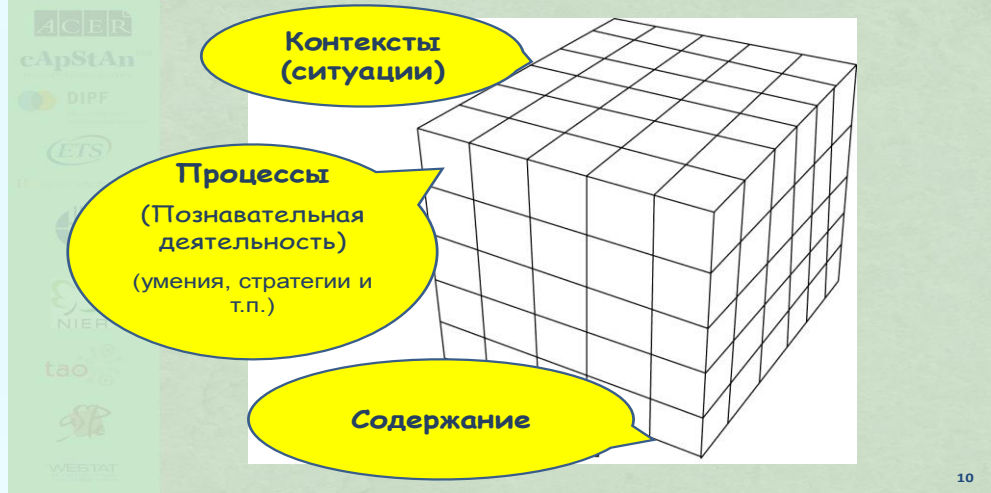 ACER
cApStAn
DIPF
ETS
NIER
tao
WESTAT
Контексты
(ситуации)
Процессы
(Познавательная
деятельность)
(умения, стратегии и
т.п.)
Содержание
10